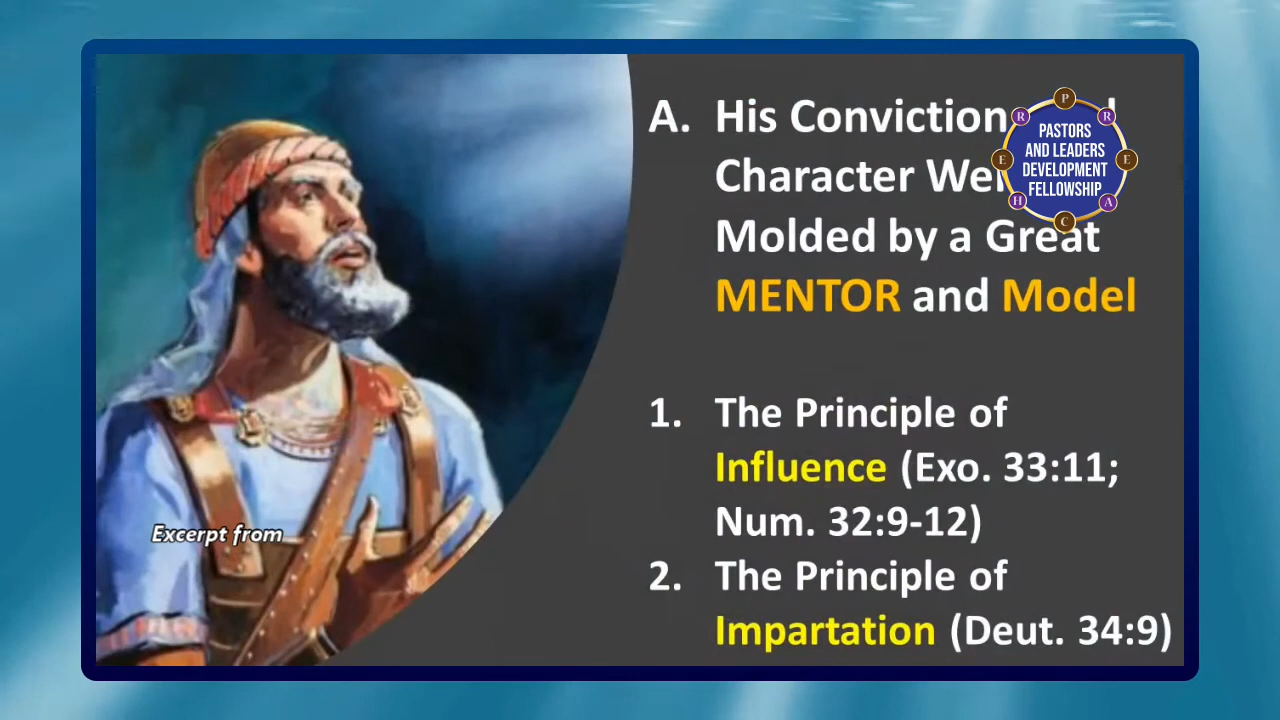 A. His Conviction
Character
Molded by a Great
MENTOR and Model
1. The Principle of
Influence (Exo. 33:11;
Num. 32:9-12)
2. The Principle of
Impartation (Deut. 34:9)
P
R
R
PASTORS
AND LEADERS
E
E
DEVELOPMENT
FELLOWSHIP
H
A
C
Excerpt from